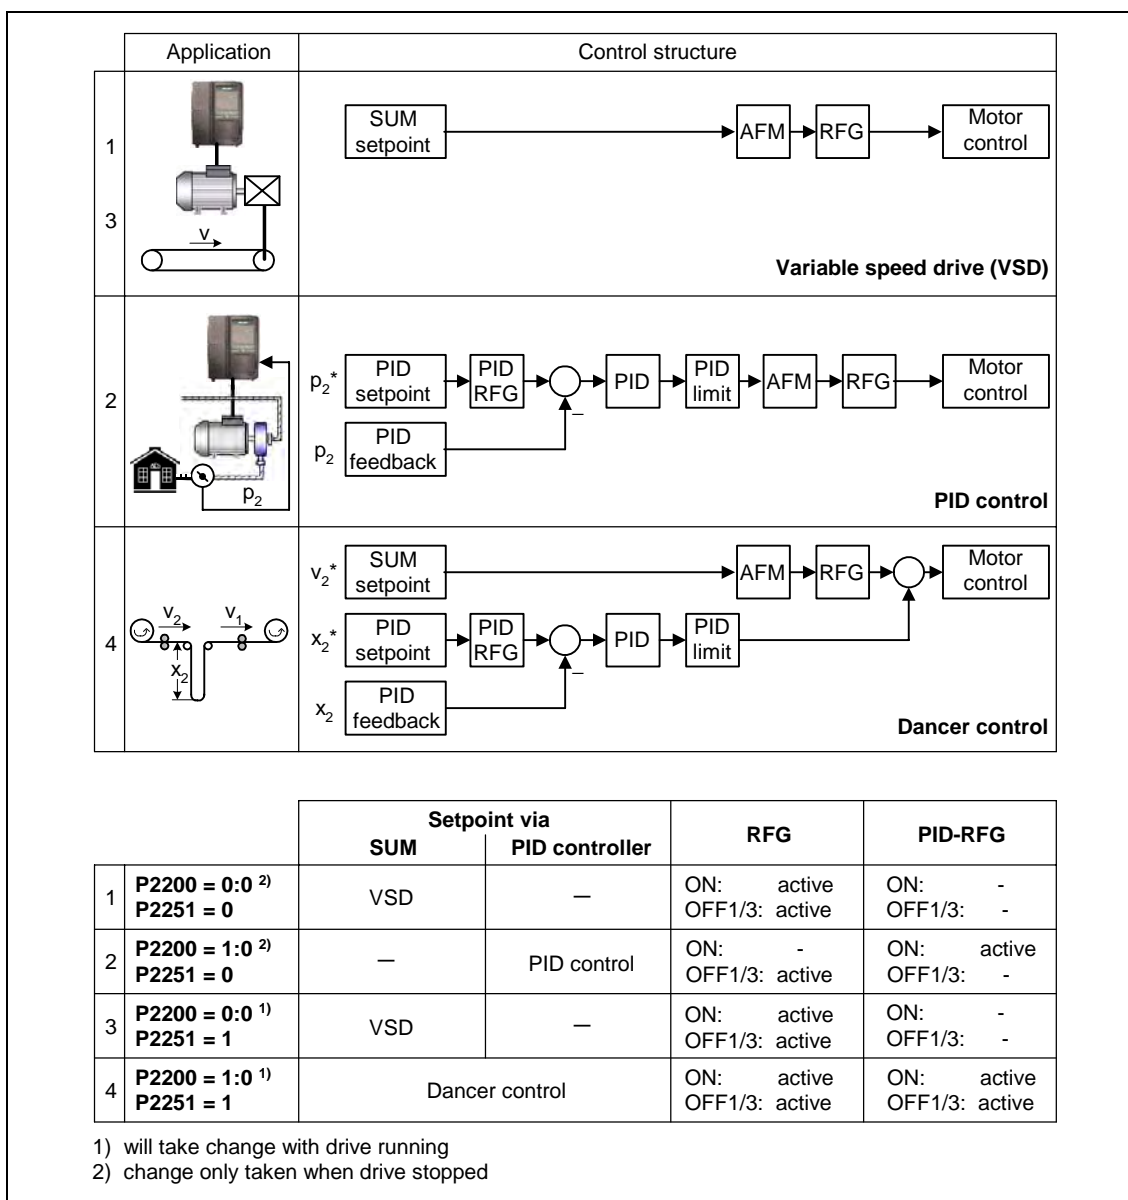 Application Control structure
1
3
v
SUM
setpoint
AFM
RFG
Motor
control
Variable speed drive (VSD)
2
p2
p2*
PID
setpoint
PID
RFG
PID
PID
limit
AFM
RFG
Motor
control
p2
PID
feedback
–
PID control
4
v2
v1
x2
v2*
SUM
setpoint
AFM
RFG
Motor
control
x2*
PID
setpoint
PID
RFG
PID
PID
limit
x2
PID
feedback
–
Dancer control
Setpoint via
SUM PID controller RFG PID-RFG
1 P2200 = 0:0 2) VSD – ON: active ON: -
P2251 = 0 OFF1/3: active OFF1/3: -
2 P2200 = 1:0 2) – PID control ON: - ON: active
P2251 = 0 OFF1/3: active OFF1/3: -
3 P2200 = 0:0 1) VSD – ON: active ON: -
P2251 = 1 OFF1/3: active OFF1/3: -
4 P2200 = 1:0 1) Dancer control ON: active ON: active
P2251 = 1 OFF1/3: active OFF1/3: active
1) will take change with drive running
2) change only taken when drive stopped